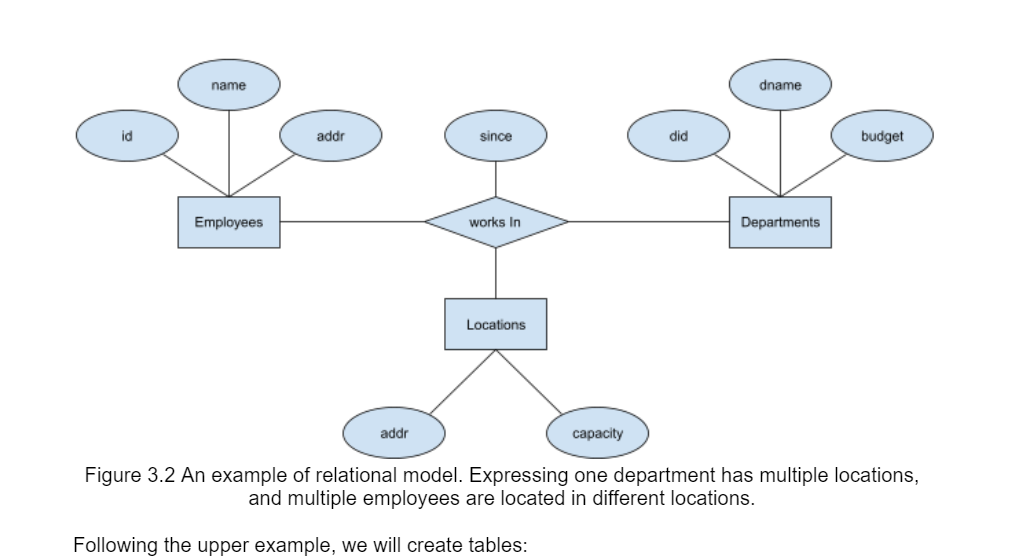 name
dname
id
addr
since
did
budget
Employees
works In
Departments
Locations
addr
capacity
Figure 3.2 An example of relational model. Expressing one department has multiple locations,
and multiple employees are located in different locations.
Following the upper example, we will create tables: